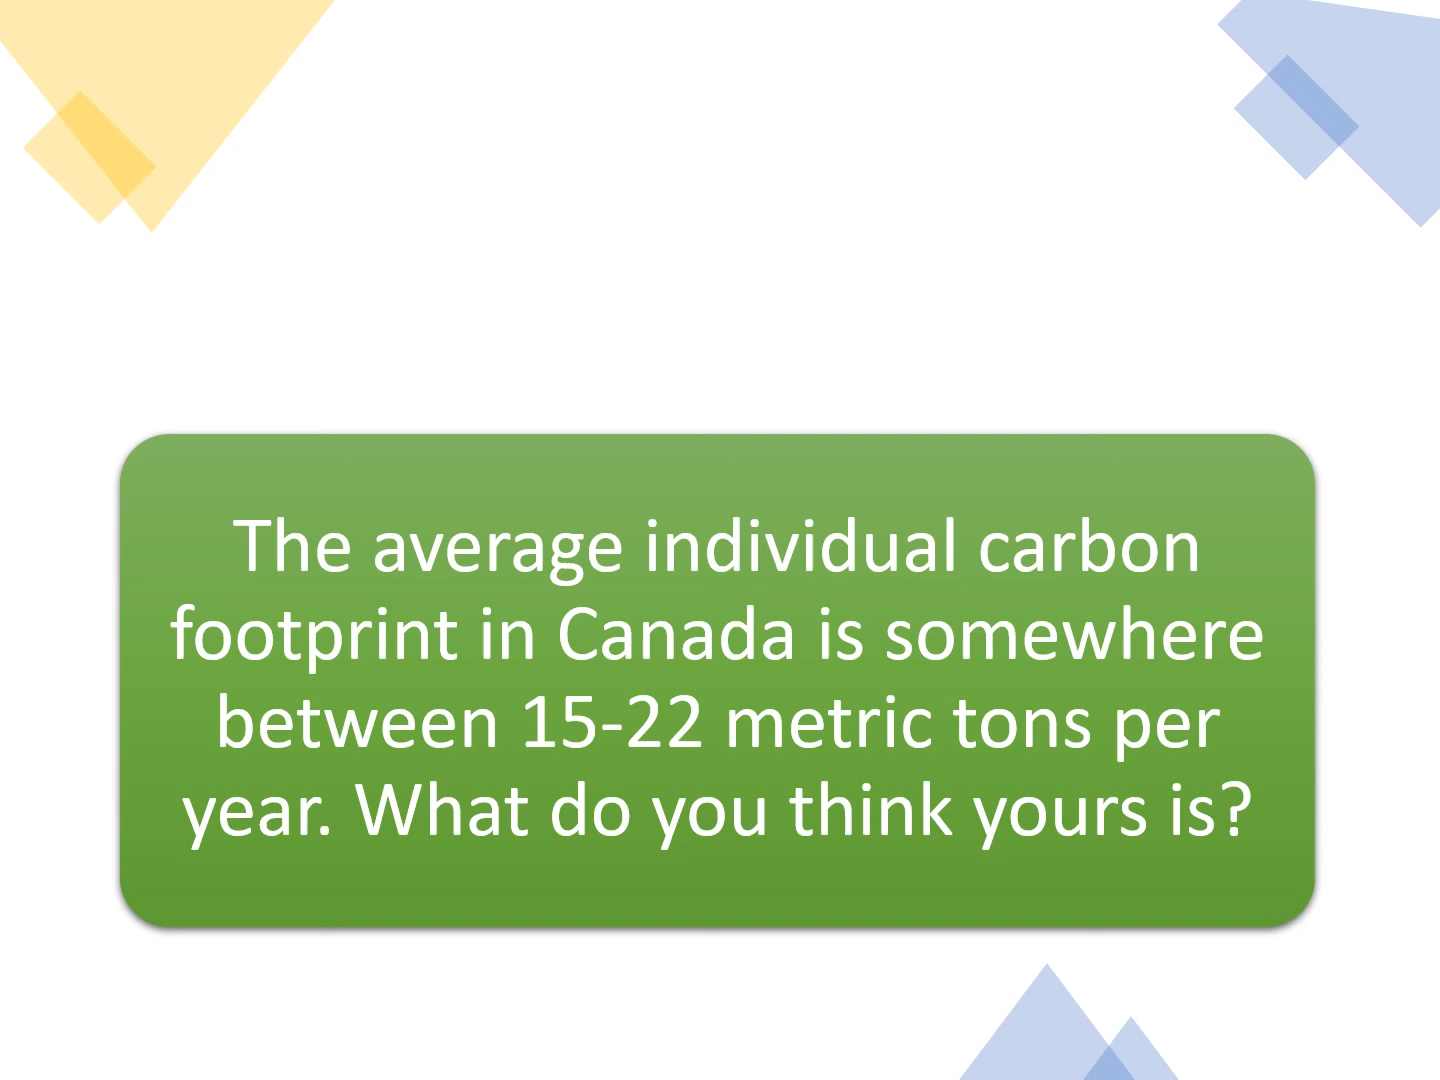 The average individual carbon
footprint in Canada is somewhere
between 15-22 metric tons per
year. What do you think yours is?